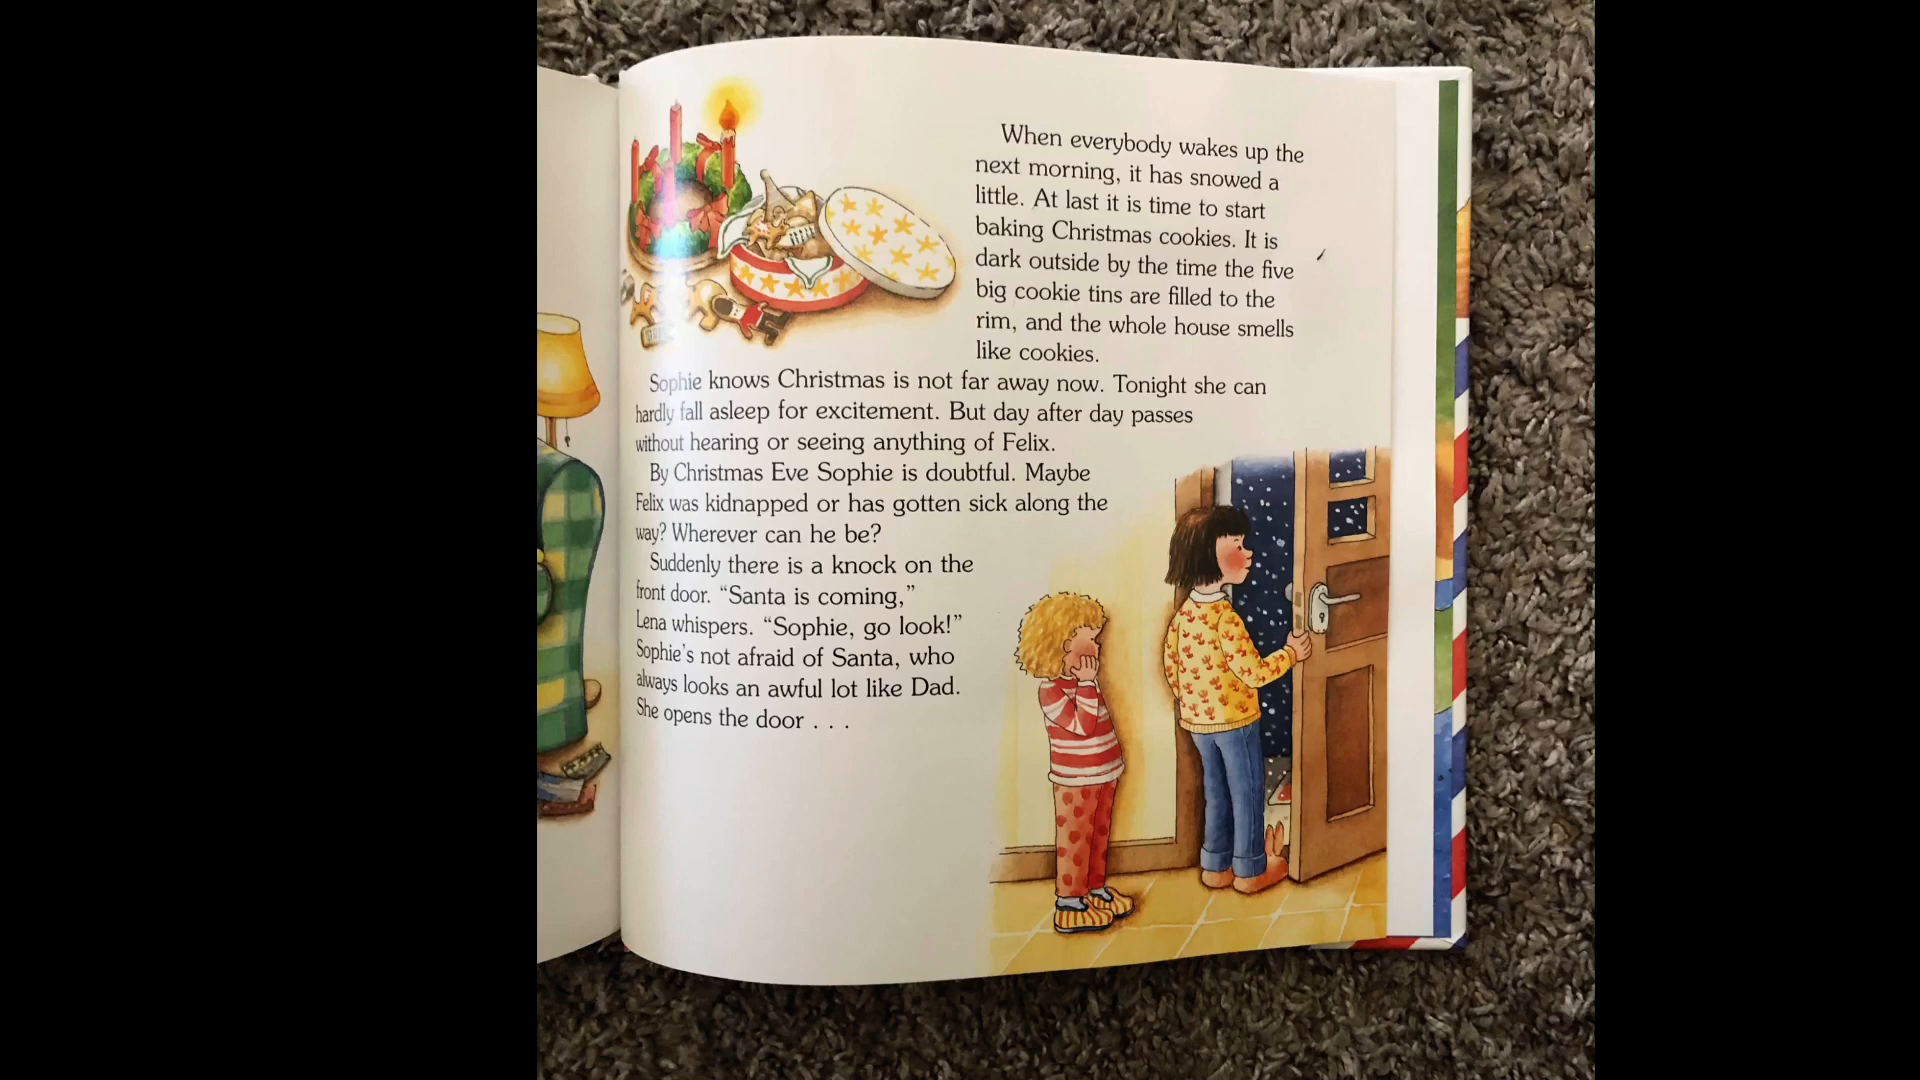 When everybody wakes up the
next morning, it has snowed a
little. At last it is time to start
baking Christmas cookies. It is
dark outside by the time the five
big cookie tins are filled to the
rim, and the whole house smells
like cookies.
Sophie knows Christmas is not far away now. Tonight she can
hardly fall asleep for excitement. But day after day passes
without hearing or seeing anything of Felix.
By Christmas Eve Sophie is doubtful. Maybe
Felix was kidnapped or has gotten sick along the
way? Wherever can he be?
Suddenly there is a knock on the
front door. “Santa is coming,”
Lena whispers. “Sophie, go look!”
Sophie's not afraid of Santa, who
always looks an awful lot like Dad.
She opens the door . . .